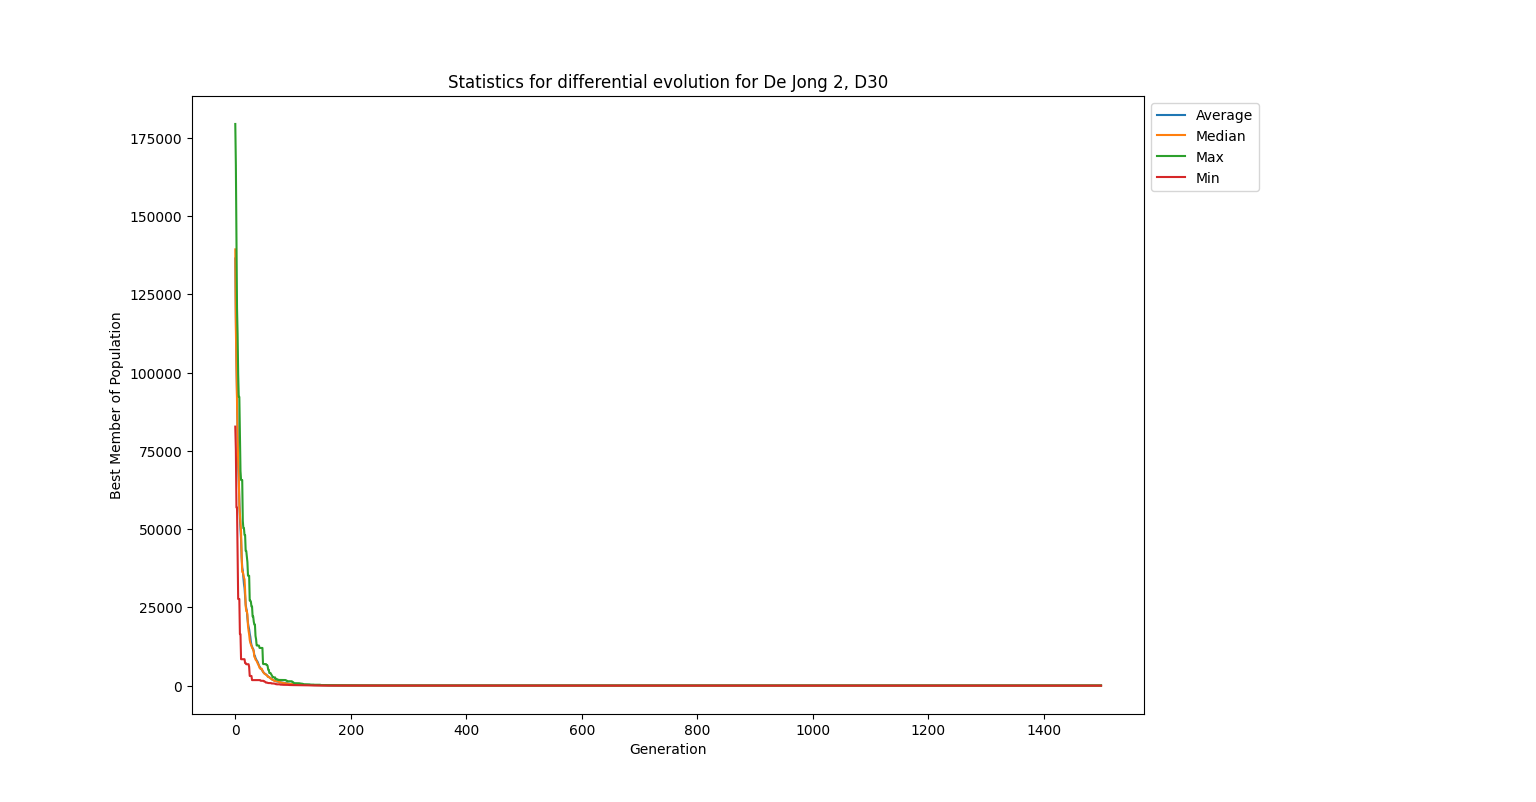 Statistics for differential evolution for De Jong 2, D30
Average
Median
Max
Min
175000
150000
125000
100000
75000
50000
25000
0
Best Member of Population
0 200 400 600 800 1000 1200 1400
Generation